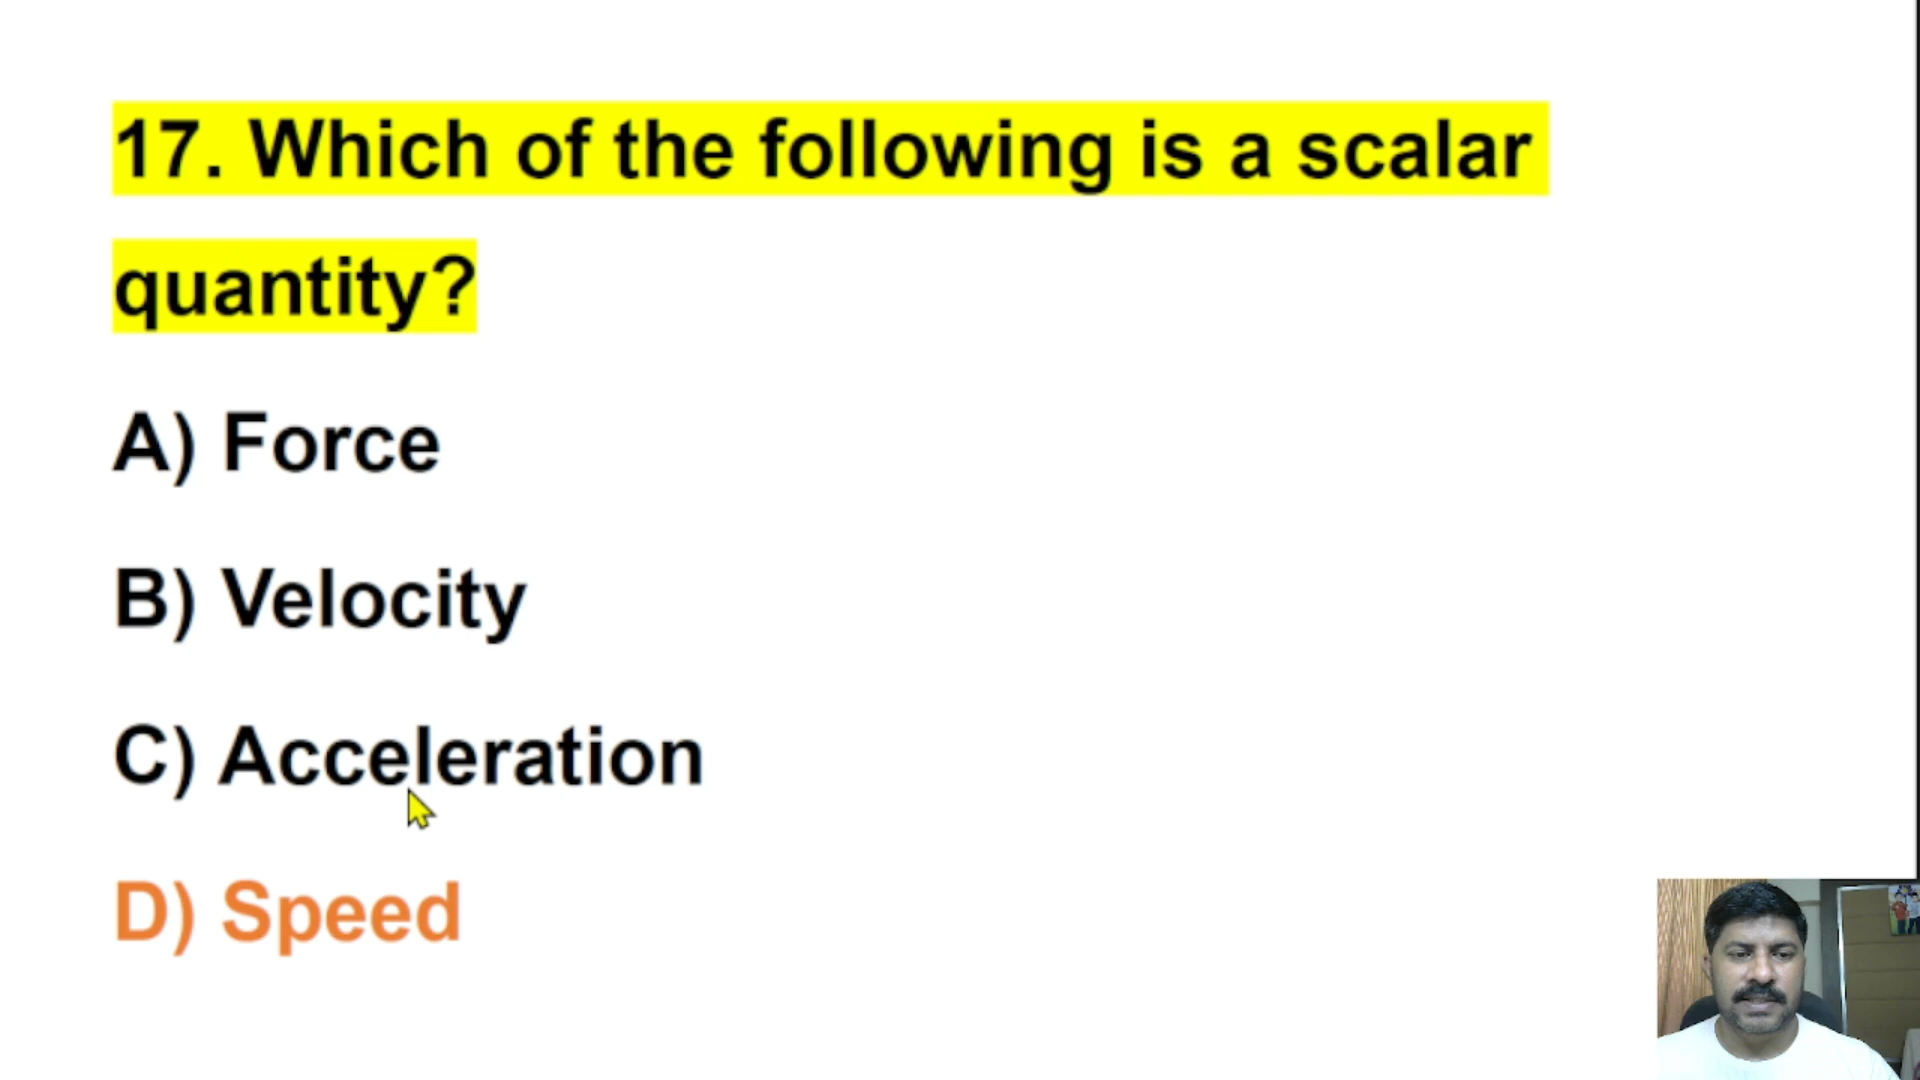 17. Which of the following is a scalar
quantity?
A) Force
B) Velocity
C) Acceleration
D) Speed